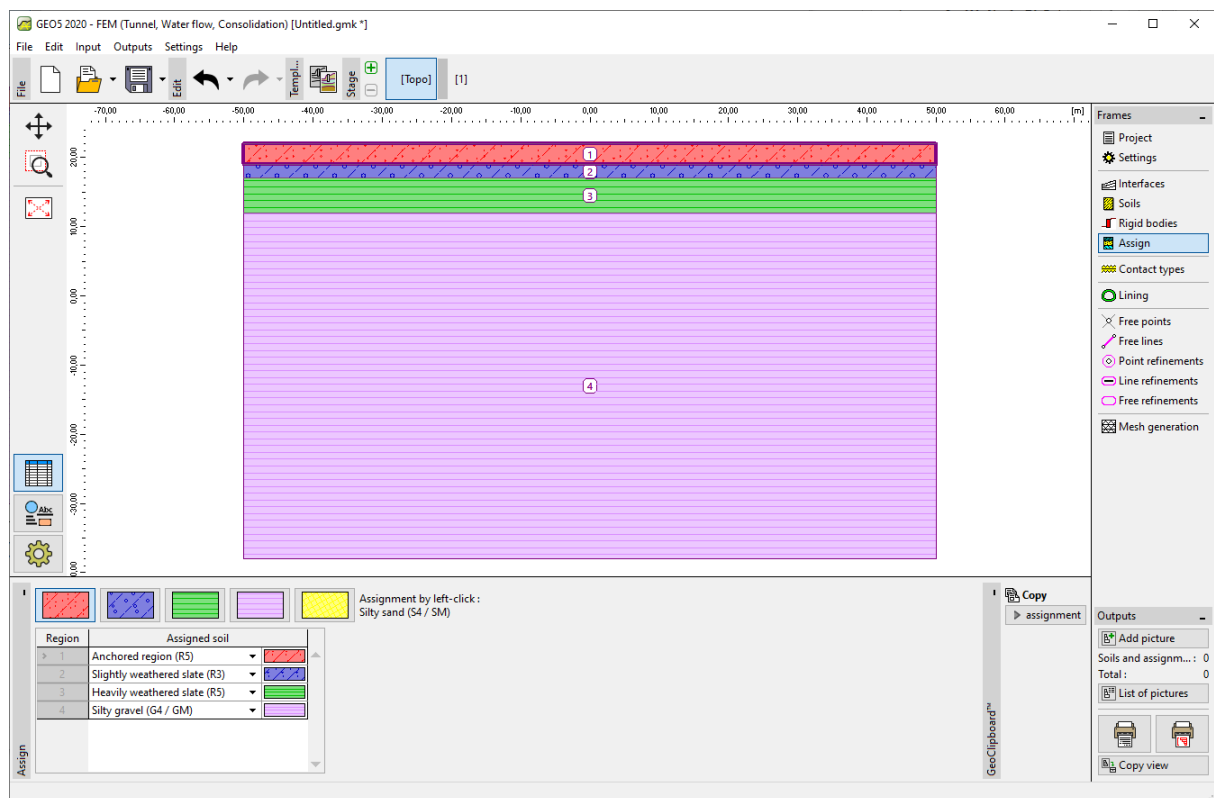 GEO5 2020 - FEM (Tunnel, Water flow, Consolidation) [Untitled.gmk *]
File Edit Input Outputs Settings Help
File
Edit
Templ...
Stage
[Topo]
[1]
-70,00 -60,00 -50,00 -40,00 -30,00 -20,00 -10,00 0,00 10,00 20,00 30,00 40,00 50,00 60,00 [m]
20,00
10,00
0,00
-10,00
-20,00
-30,00
1
2
3
4
Abc
Frames
Project
Settings
Interfaces
Soils
Rigid bodies
Assign
Contact types
Lining
Free points
Free lines
Point refinements
Line refinements
Free refinements
Mesh generation
Assign
Assignment by left-click :
Silty sand (S4 / SM)
Region Assigned soil
1 Anchored region (R5)
2 Slightly weathered slate (R3)
3 Heavily weathered slate (R5)
4 Silty gravel (G4 / GM)
GeoClipboard™
Copy
assignment
Outputs
Add picture
Soils and assignm... : 0
Total : 0
List of pictures
Copy view